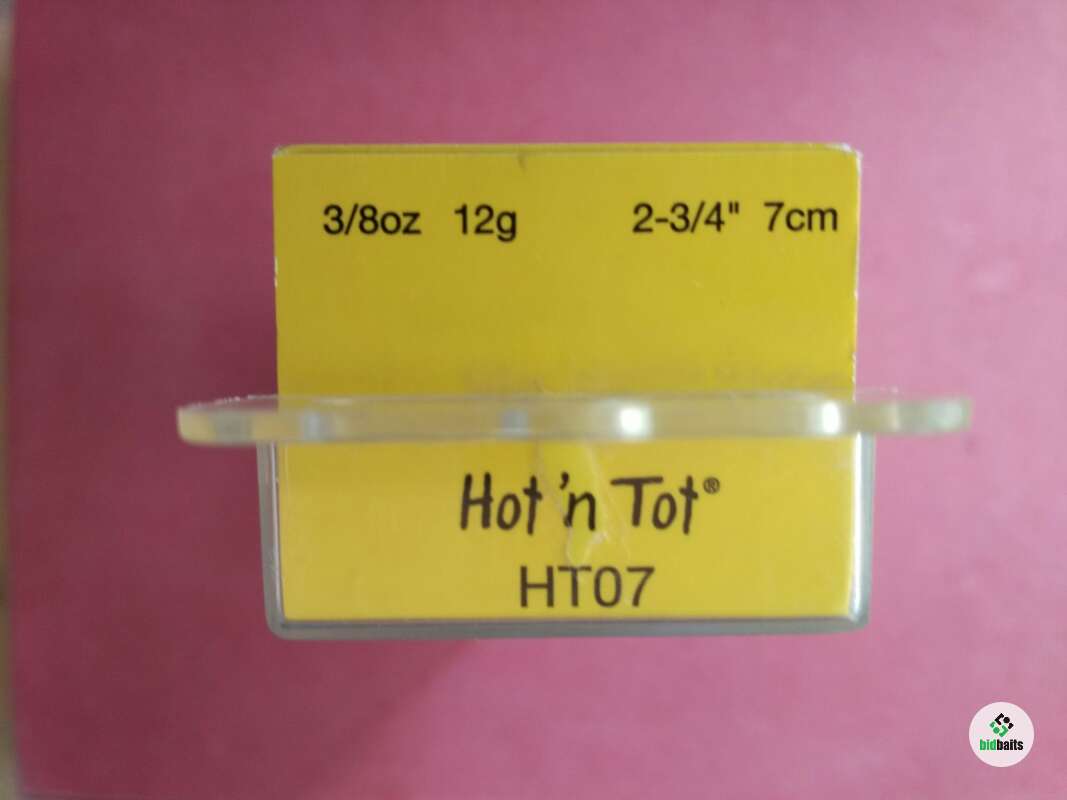 3/8oz 12g 2-3/4" 7cm
Hot 'n Tot®
HT07
bidbaits